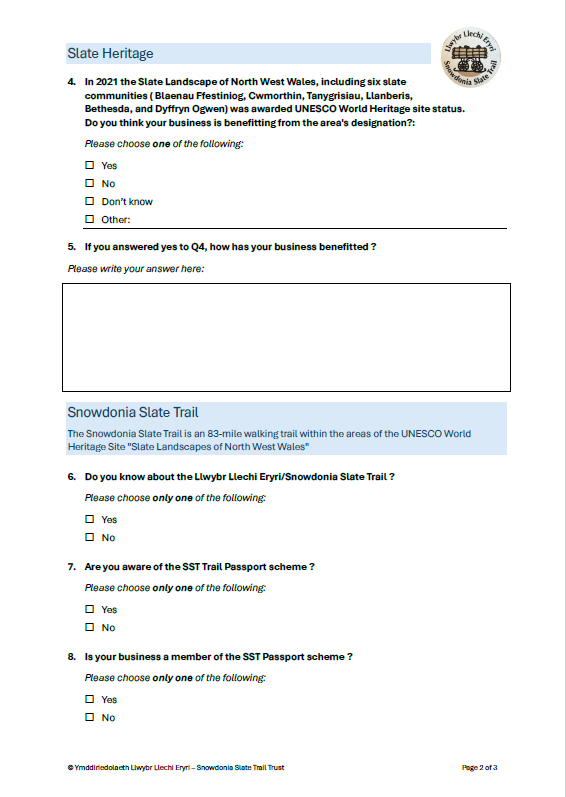 Slate Heritage
Llwybr Llechi Eryri
Snowdonia Slate Trail
4. In 2021 the Slate Landscape of North West Wales, including six slate
communities ( Blaenau Ffestiniog, Cwmorthin, Tanygrisiau, Llanberis,
Bethesda, and Dyffryn Ogwen) was awarded UNESCO World Heritage site status.
Do you think your business is benefitting from the area's designation?:
Please choose one of the following:
☐ Yes
☐ No
☐ Don't know
☐ Other:
5. If you answered yes to Q4, how has your business benefitted ?
Please write your answer here:
Snowdonia Slate Trail
The Snowdonia Slate Trail is an 83-mile walking trail within the areas of the UNESCO World
Heritage Site "Slate Landscapes of North West Wales"
6. Do you know about the Llwybr Llechi Eryri/Snowdonia Slate Trail ?
Please choose only one of the following:
☐ Yes
☐ No
7. Are you aware of the SST Trail Passport scheme ?
Please choose only one of the following:
☐ Yes
☐ No
8. Is your business a member of the SST Passport scheme ?
Please choose only one of the following:
☐ Yes
☐ No
© Ymddiriedolaeth Llwybr Llechi Eryri – Snowdonia Slate Trail Trust Page 2 of 3